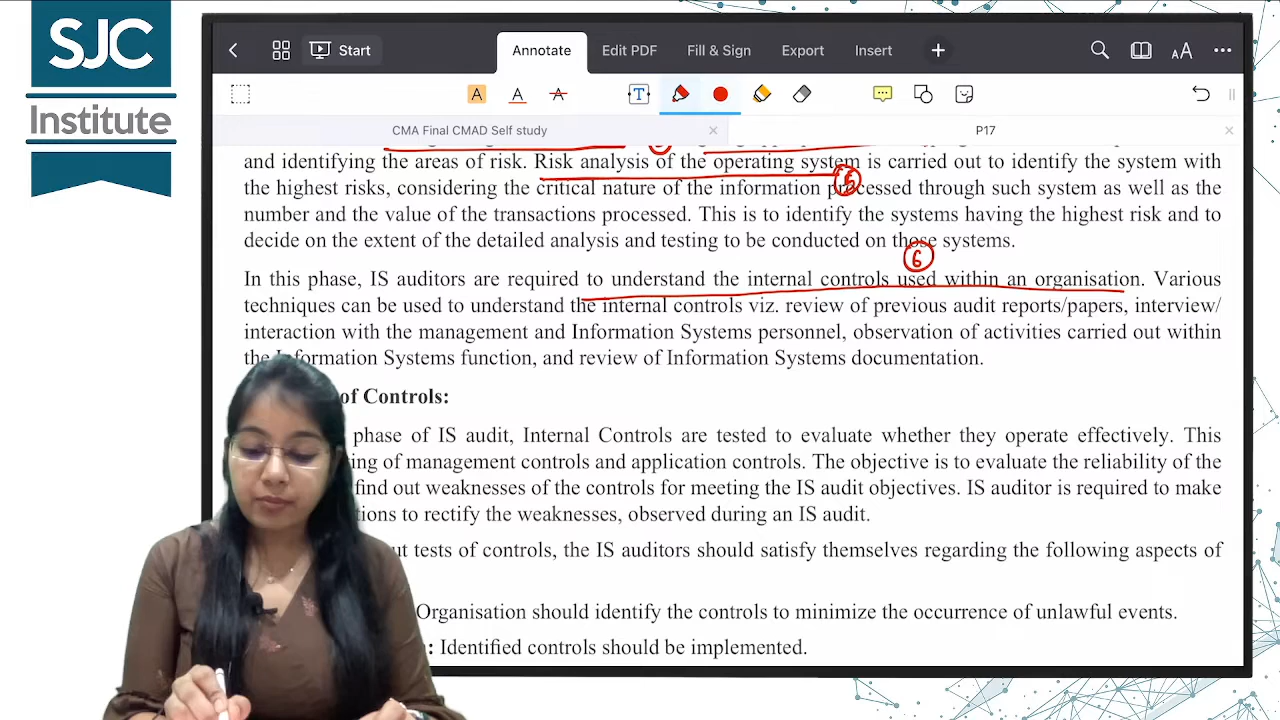 SJC
Institute
Start
Annotate
Edit PDF
Fill & Sign
Export
Insert
CMA Final CMAD Self study
P17
and identifying the areas of risk. Risk analysis of the operating system is carried out to identify the system with
the highest risks, considering the critical nature of the information processed through such system as well as the
number and the value of the transactions processed. This is to identify the systems having the highest risk and to
decide on the extent of the detailed analysis and testing to be conducted on those systems.
5
6
In this phase, IS auditors are required to understand the internal controls used within an organisation. Various
techniques can be used to understand the internal controls viz. review of previous audit reports/papers, interview/
interaction with the management and Information Systems personnel, observation of activities carried out within
the Information Systems function, and review of Information Systems documentation.
of Controls:
phase of IS audit, Internal Controls are tested to evaluate whether they operate effectively. This
of management controls and application controls. The objective is to evaluate the reliability of the
find out weaknesses of the controls for meeting the IS audit objectives. IS auditor is required to make
to rectify the weaknesses, observed during an IS audit.
tests of controls, the IS auditors should satisfy themselves regarding the following aspects of
Organisation should identify the controls to minimize the occurrence of unlawful events.
: Identified controls should be implemented.